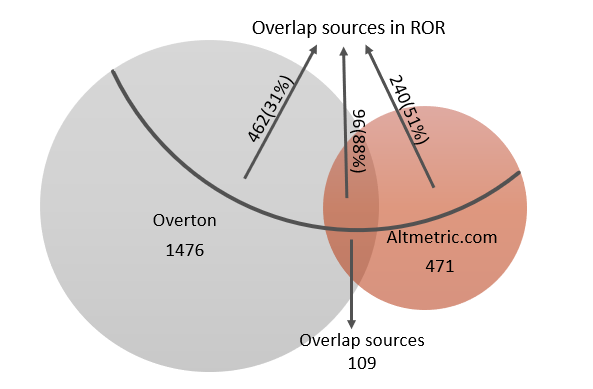 Overlap sources in ROR
462(31%)
96(88%)
240(51%)
Overton
1476
Altmetric.com
471
Overlap sources
109